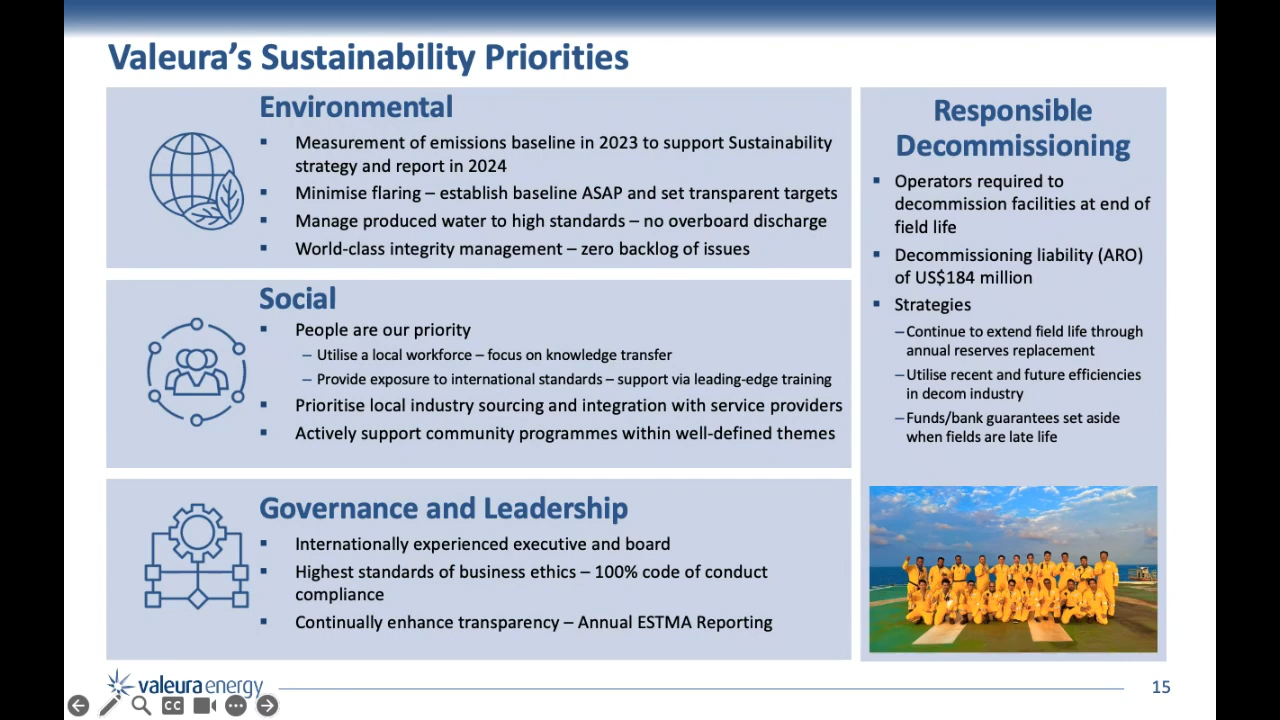 Valeura's Sustainability Priorities
Environmental
▪ Measurement of emissions baseline in 2023 to support Sustainability
strategy and report in 2024
▪ Minimise flaring – establish baseline ASAP and set transparent targets
▪ Manage produced water to high standards – no overboard discharge
▪ World-class integrity management – zero backlog of issues
Social
▪ People are our priority
– Utilise a local workforce – focus on knowledge transfer
– Provide exposure to international standards – support via leading-edge training
▪ Prioritise local industry sourcing and integration with service providers
▪ Actively support community programmes within well-defined themes
Governance and Leadership
▪ Internationally experienced executive and board
▪ Highest standards of business ethics – 100% code of conduct
compliance
▪ Continually enhance transparency – Annual ESTMA Reporting
Responsible
Decommissioning
▪ Operators required to
decommission facilities at end of
field life
▪ Decommissioning liability (ARO)
of US$184 million
▪ Strategies
– Continue to extend field life through
annual reserves replacement
– Utilise recent and future efficiencies
in decom industry
– Funds/bank guarantees set aside
when fields are late life
valeura energy
CC
15